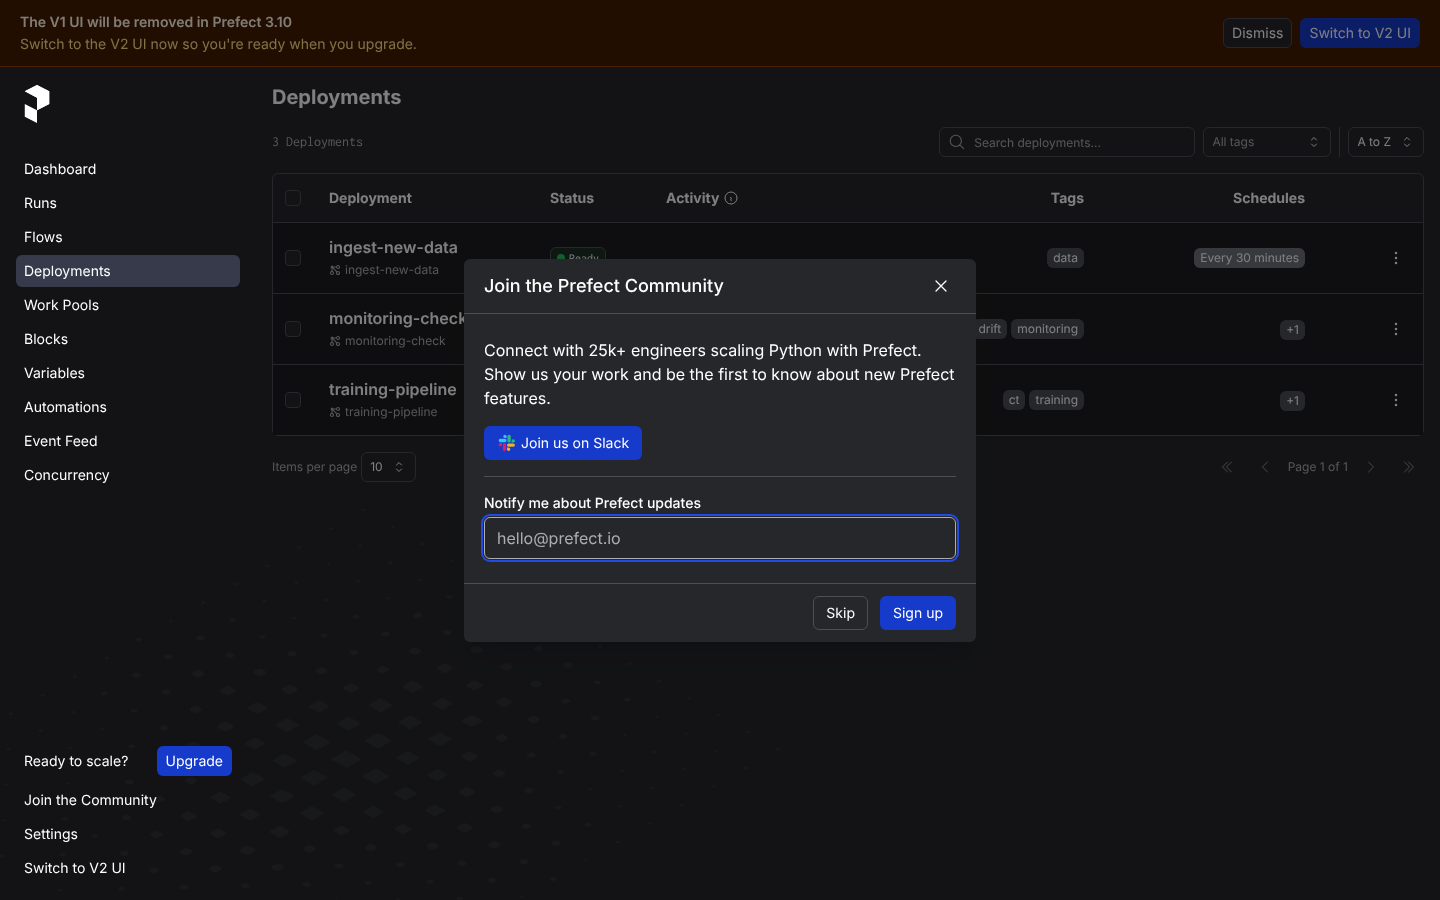 The V1 UI will be removed in Prefect 3.10
Switch to the V2 UI now so you're ready when you upgrade.
Dismiss
Switch to V2 UI
Dashboard
Runs
Flows
Deployments
Work Pools
Blocks
Variables
Automations
Event Feed
Concurrency
Ready to scale?
Upgrade
Join the Community
Settings
Switch to V2 UI
Deployments
3 Deployments
Search deployments...
All tags
A to Z
Deployment
Status
Activity
Tags
Schedules
ingest-new-data
ingest-new-data
Ready
data
Every 30 minutes
monitoring-check
monitoring-check
drift
monitoring
+1
training-pipeline
training-pipeline
ct
training
+1
Items per page
10
Page 1 of 1
Join the Prefect Community
Connect with 25k+ engineers scaling Python with Prefect.
Show us your work and be the first to know about new Prefect
features.
Join us on Slack
Notify me about Prefect updates
hello@prefect.io
Skip
Sign up